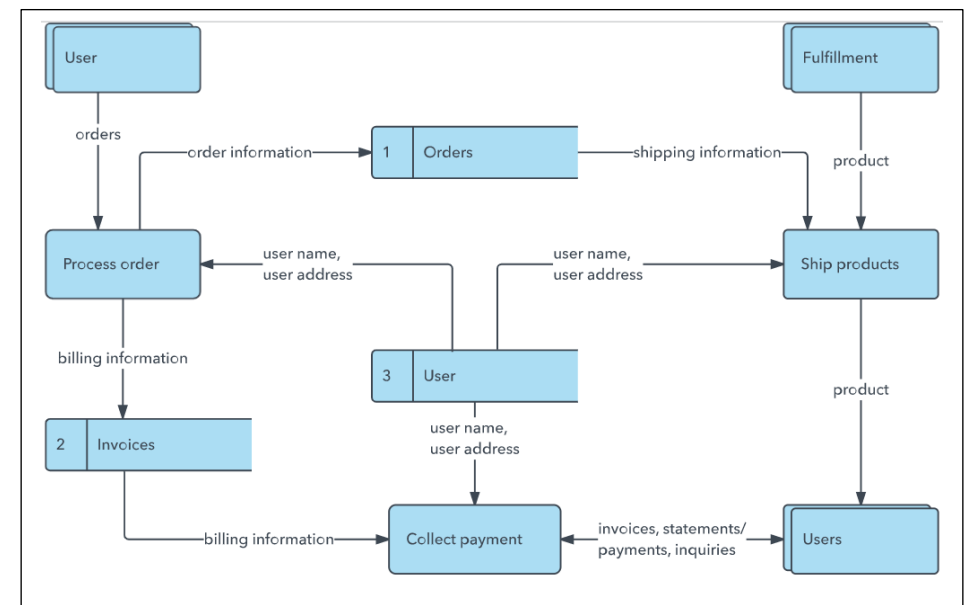 User
Fulfillment
orders
order information
1
Orders
shipping information
product
Process order
user name,
user address
user name,
user address
Ship products
billing information
3
User
product
2
Invoices
user name,
user address
billing information
Collect payment
invoices, statements/
payments, inquiries
Users